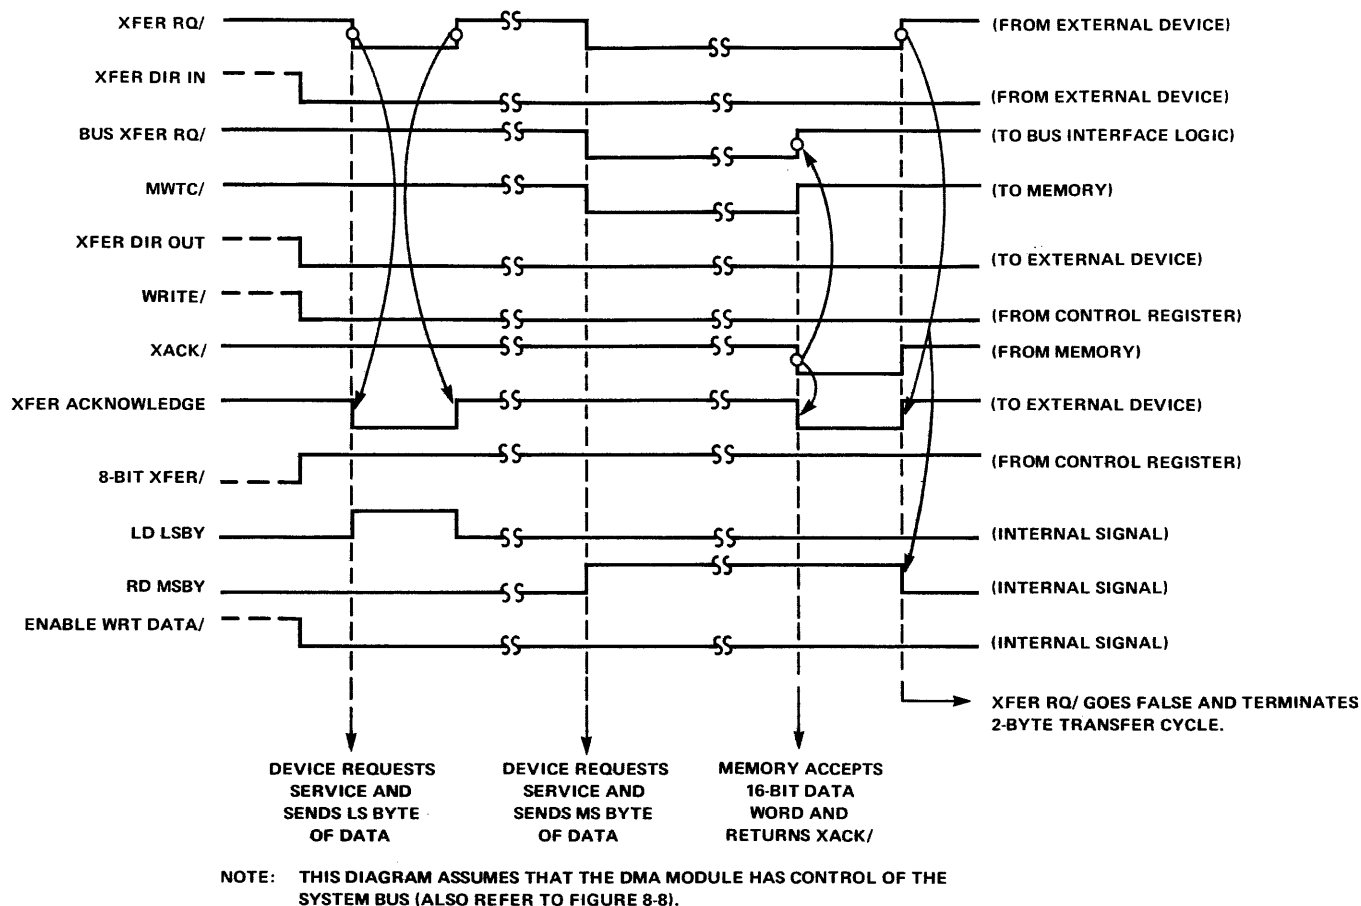 XFER RQ/ (FROM EXTERNAL DEVICE)
XFER DIR IN (FROM EXTERNAL DEVICE)
BUS XFER RQ/ (TO BUS INTERFACE LOGIC)
MWTC/ (TO MEMORY)
XFER DIR OUT (TO EXTERNAL DEVICE)
WRITE/ (FROM CONTROL REGISTER)
XACK/ (FROM MEMORY)
XFER ACKNOWLEDGE (TO EXTERNAL DEVICE)
8-BIT XFER/ (FROM CONTROL REGISTER)
LD LSBY (INTERNAL SIGNAL)
RD MSBY (INTERNAL SIGNAL)
ENABLE WRT DATA/ (INTERNAL SIGNAL)
XFER RQ/ GOES FALSE AND TERMINATES
2-BYTE TRANSFER CYCLE.
DEVICE REQUESTS
SERVICE AND
SENDS LS BYTE
OF DATA
DEVICE REQUESTS
SERVICE AND
SENDS MS BYTE
OF DATA
MEMORY ACCEPTS
16-BIT DATA
WORD AND
RETURNS XACK/
NOTE: THIS DIAGRAM ASSUMES THAT THE DMA MODULE HAS CONTROL OF THE
SYSTEM BUS (ALSO REFER TO FIGURE 8-8).